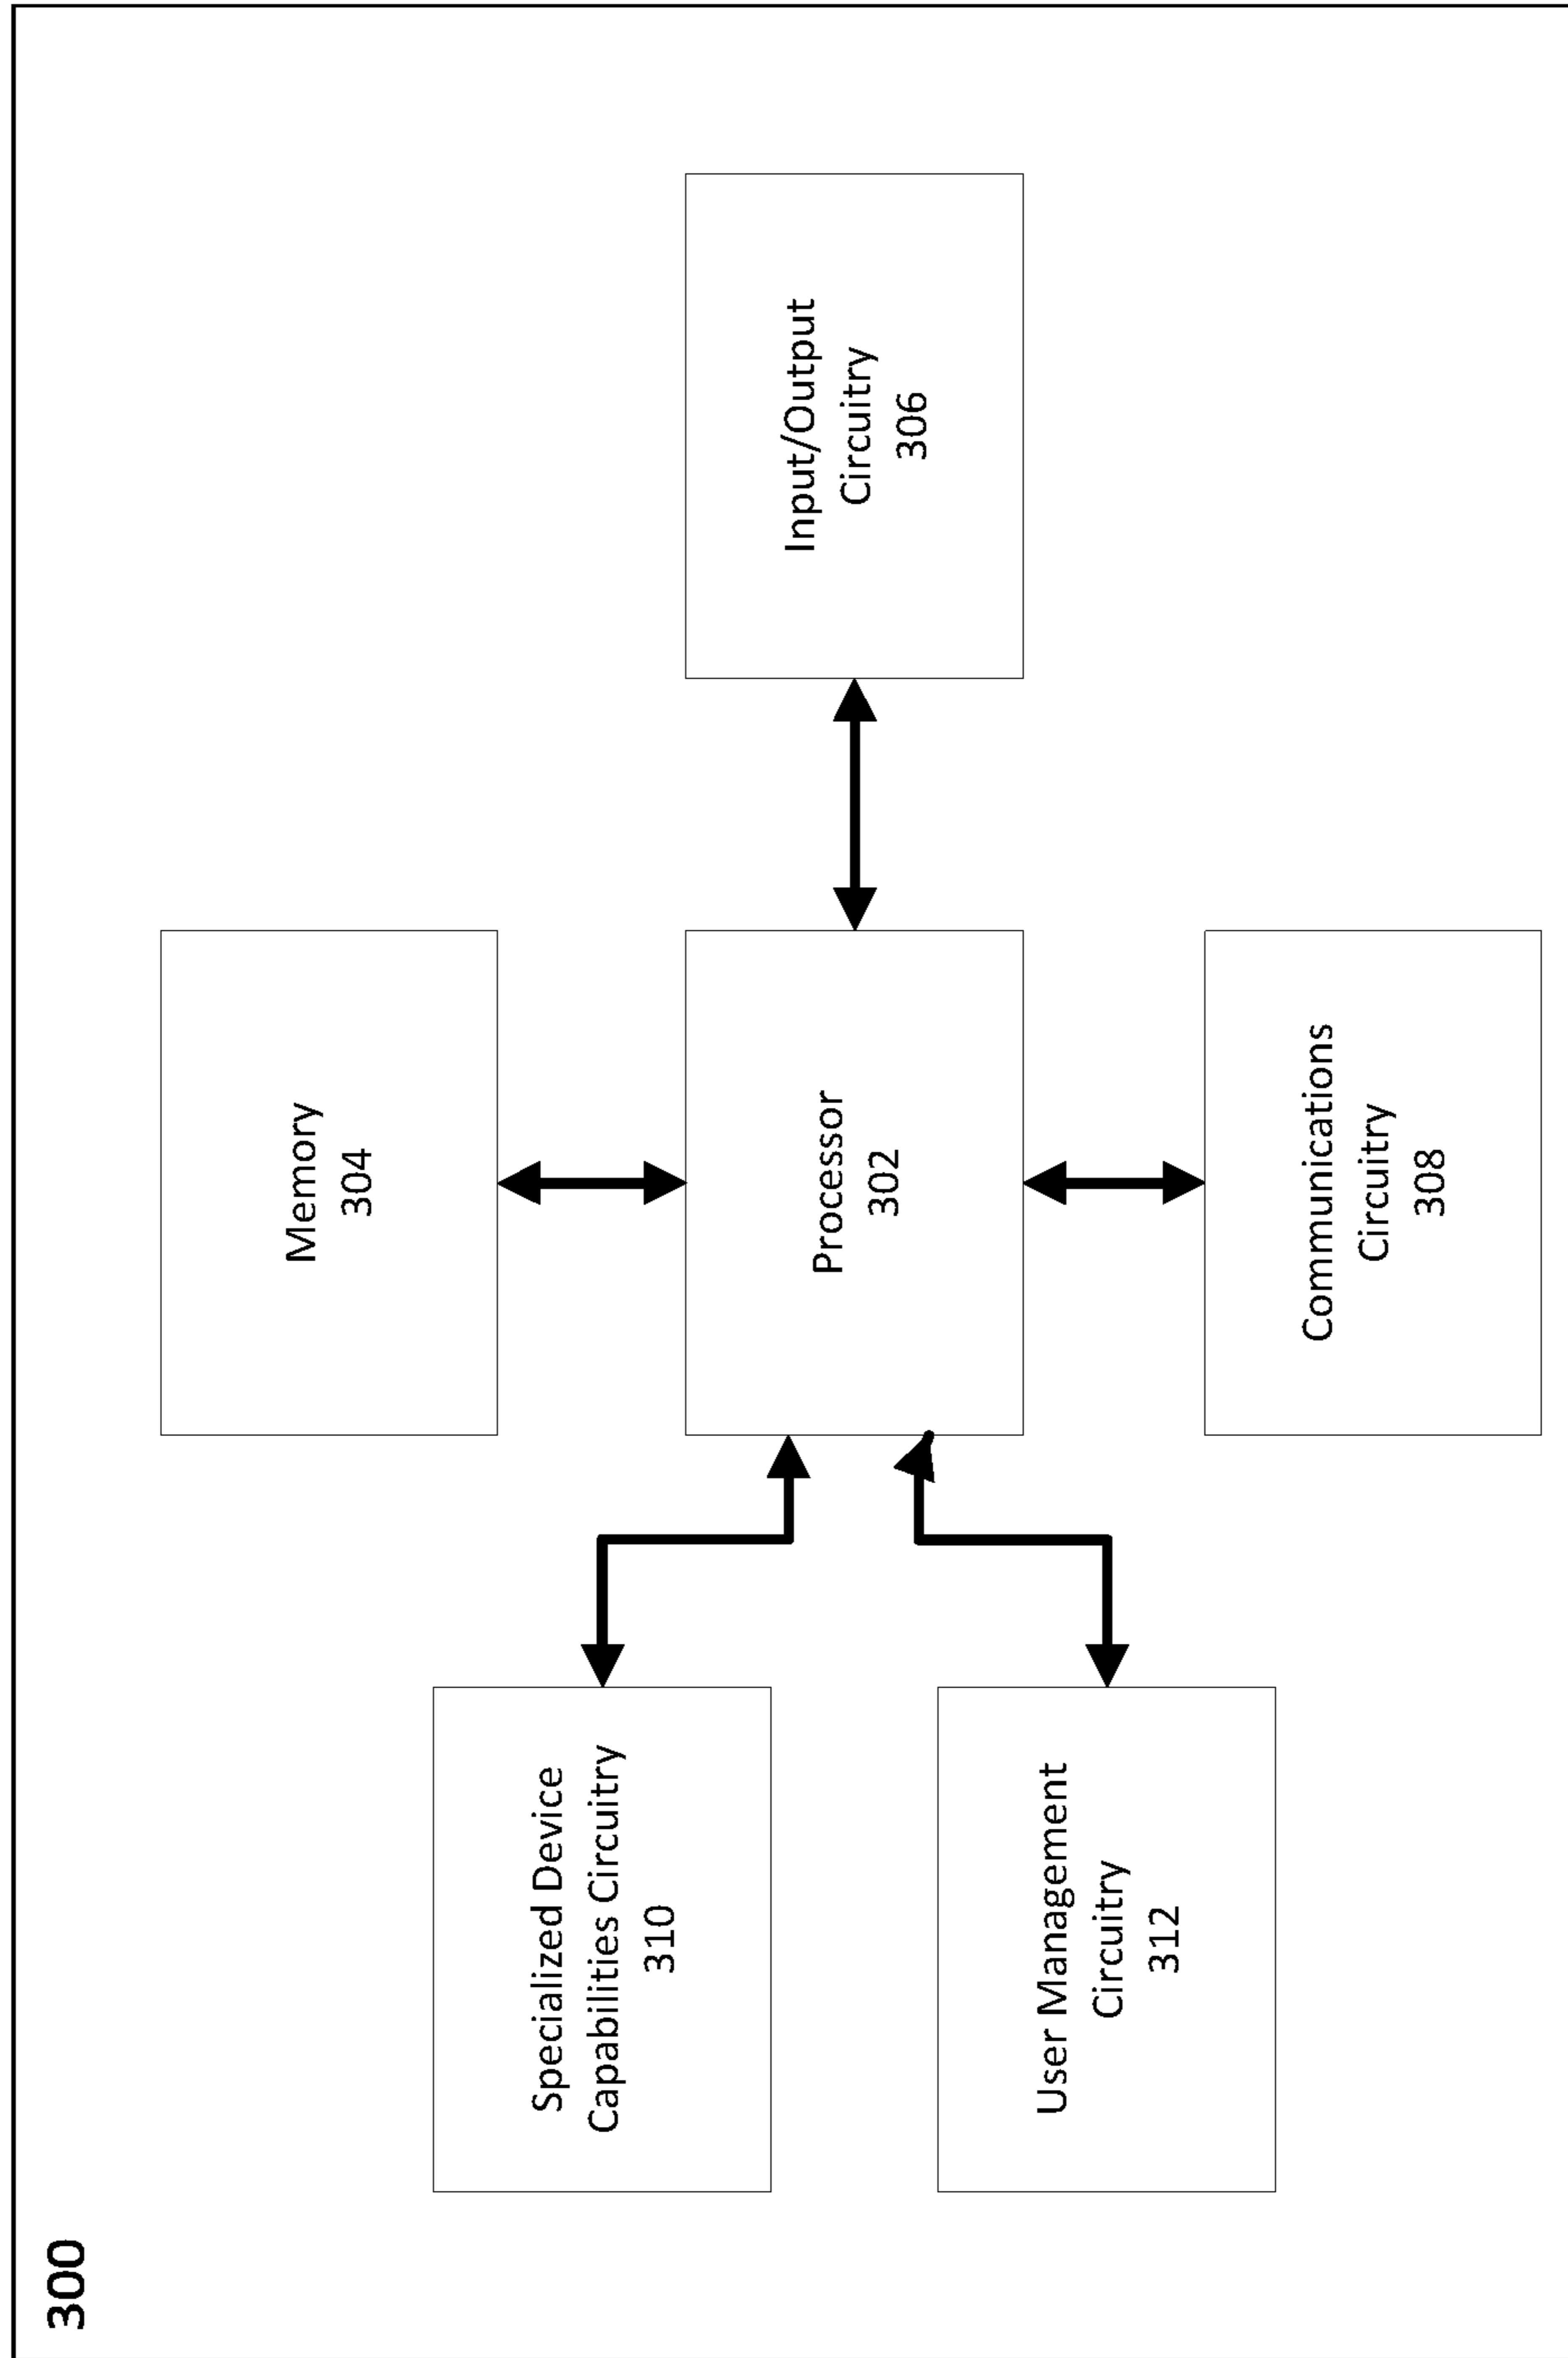 300
Memory
304
Specialized Device
Capabilities Circuitry
310
Processor
302
Input/Output
Circuitry
306
User Management
Circuitry
312
Communications
Circuitry
308